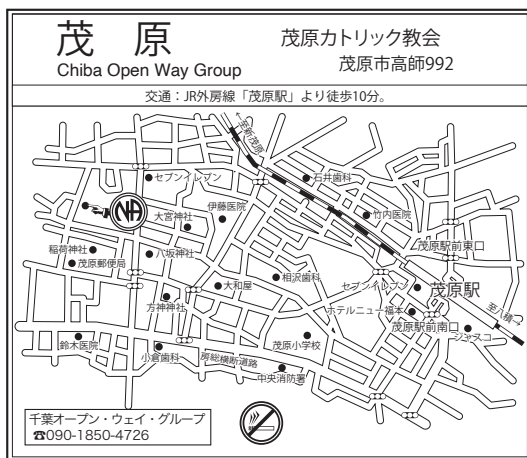 茂 原
Chiba Open Way Group
茂原カトリック教会
茂原市高師992
交通：JR外房線「茂原駅」より徒歩10分。
←至新茂原
セブンイレブン
石井歯科
NA
大宮神社
伊藤医院
竹内医院
稲荷神社
茂原郵便局
八坂神社
茂原駅前東口
大和屋
相沢歯科
セブンイレブン
茂原駅
方神神社
ホテルニュー福本
至八積→
茂原駅前南口
ジャスコ
鈴木医院
小倉歯科
房総横断道路
茂原小学校
中央消防署
千葉オープン・ウェイ・グループ
☎090-1850-4726